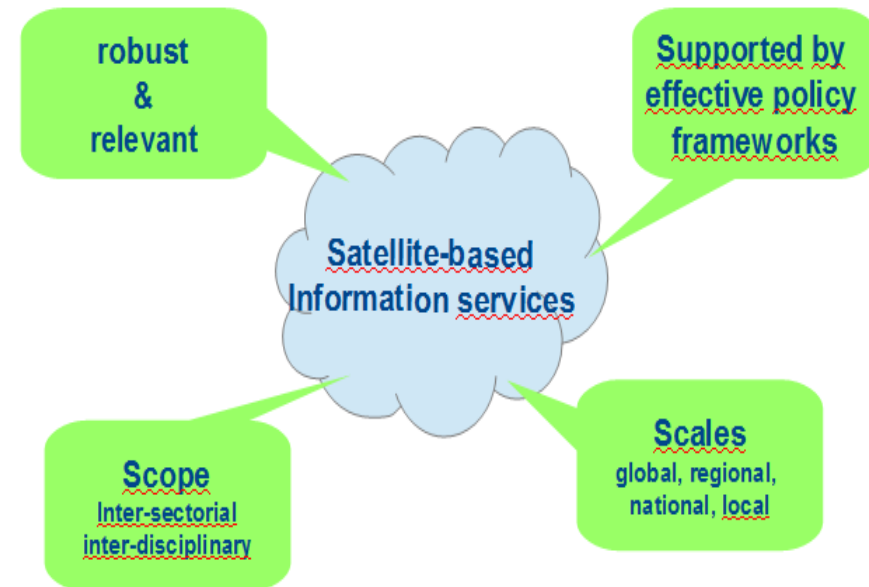 robust
&
relevant
Supported by
effective policy
frameworks
Satellite-based
Information services
Scope
Inter-sectorial
inter-disciplinary
Scales
global, regional,
national, local